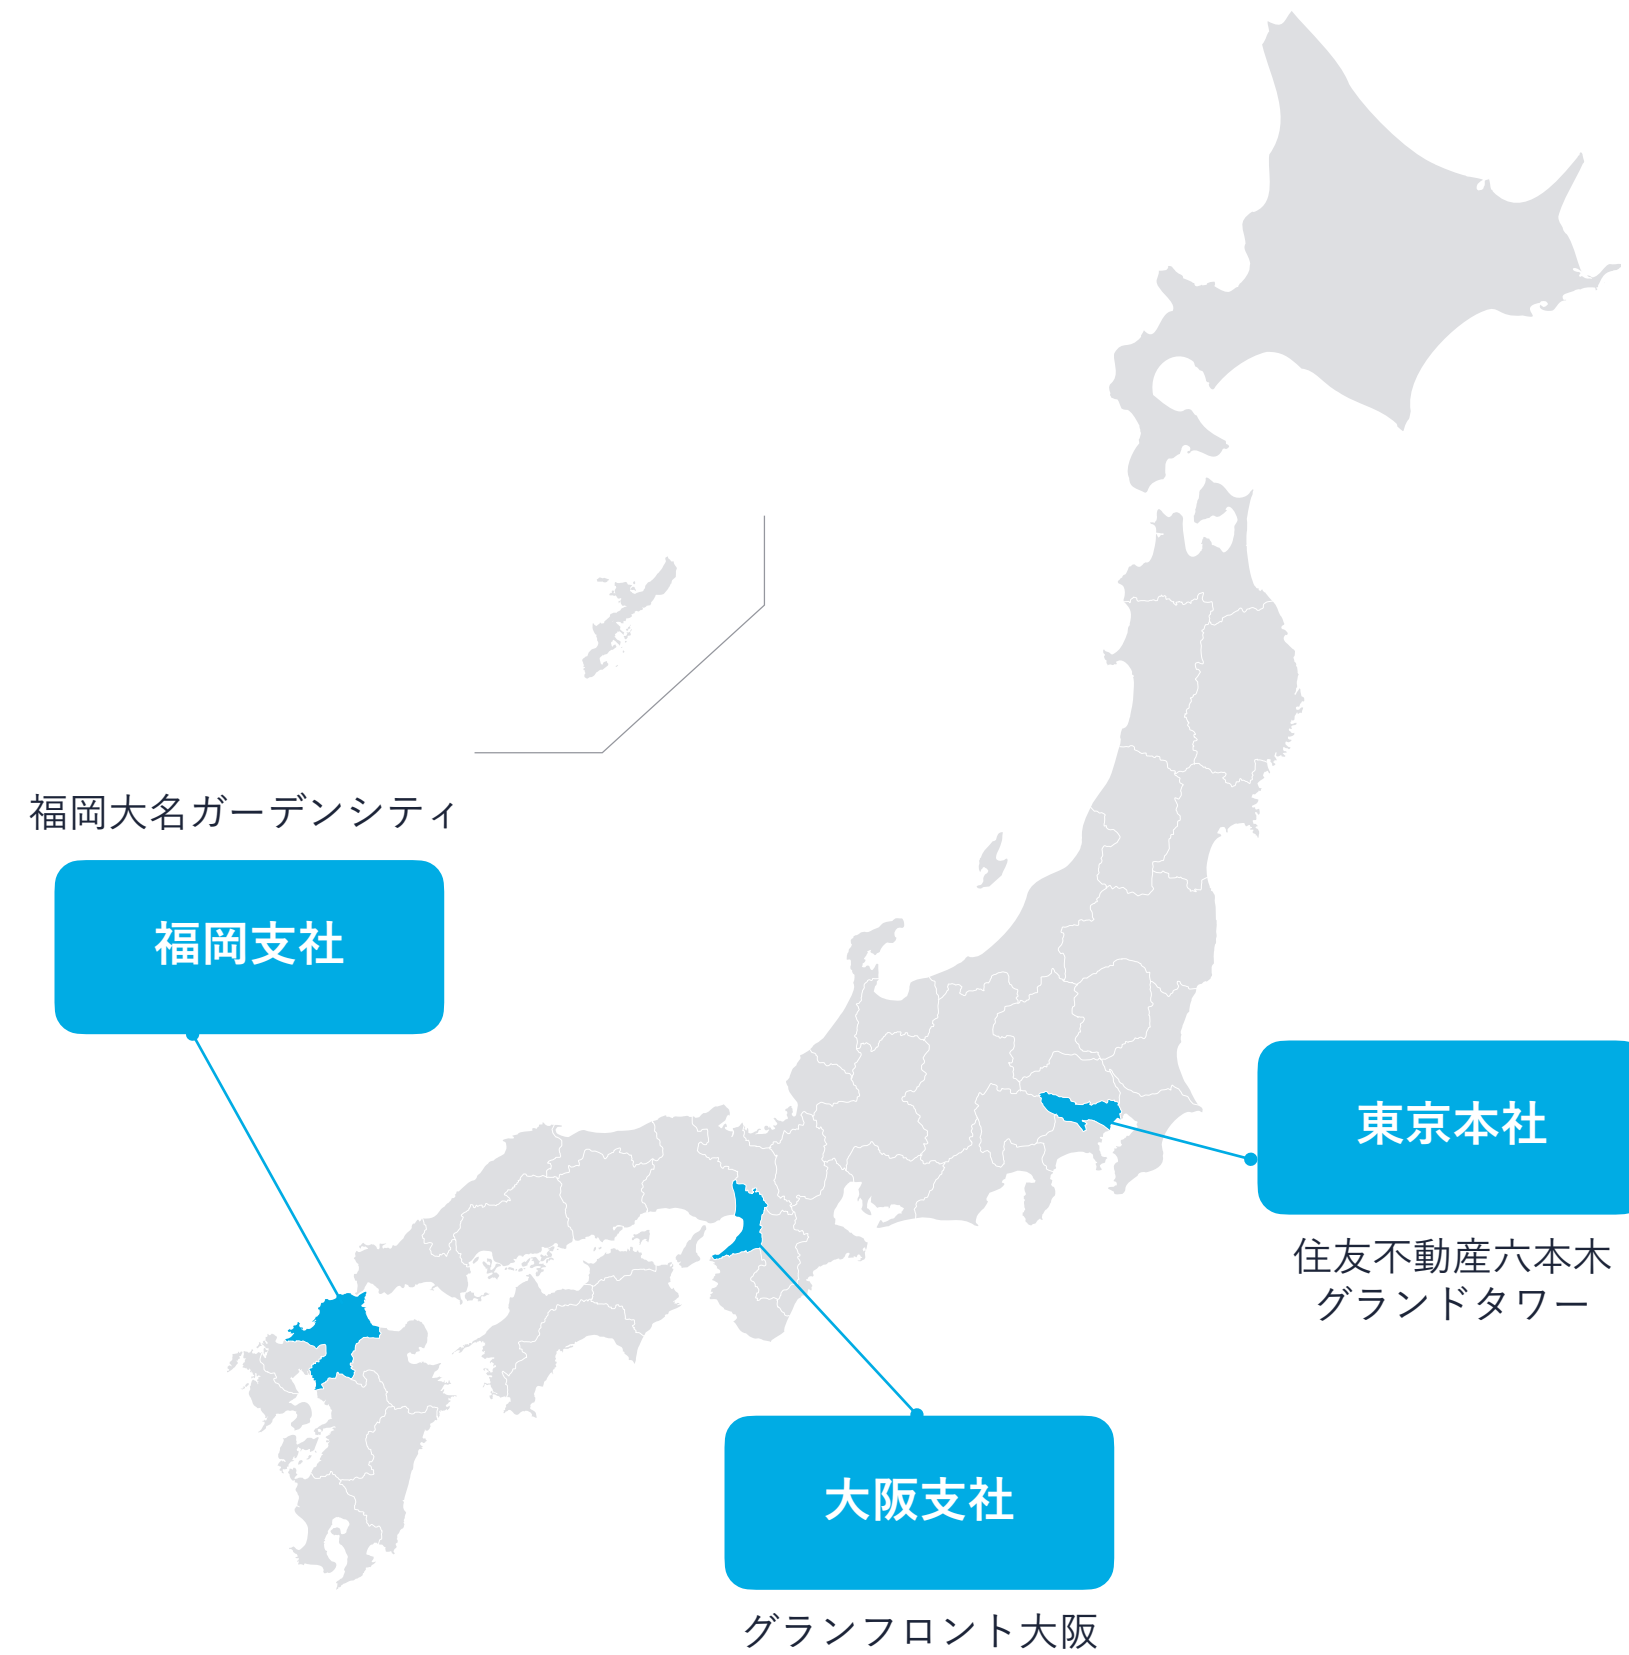 福岡大名ガーデンシティ
福岡支社
東京本社
住友不動産六本木
グランドタワー
大阪支社
グランフロント大阪